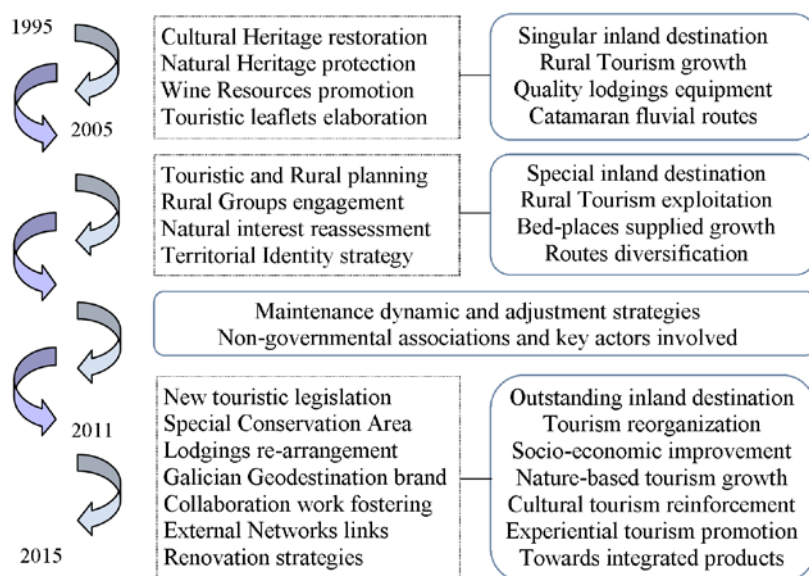 1995
Cultural Heritage restoration
Natural Heritage protection
Wine Resources promotion
Touristic leaflets elaboration
Singular inland destination
Rural Tourism growth
Quality lodgings equipment
Catamaran fluvial routes
2005
Touristic and Rural planning
Rural Groups engagement
Natural interest reassessment
Territorial Identity strategy
Special inland destination
Rural Tourism exploitation
Bed-places supplied growth
Routes diversification
Maintenance dynamic and adjustment strategies
Non-governmental associations and key actors involved
2011
New touristic legislation
Special Conservation Area
Lodgings re-arrangement
Galician Geodestination brand
Collaboration work fostering
External Networks links
Renovation strategies
Outstanding inland destination
Tourism reorganization
Socio-economic improvement
Nature-based tourism growth
Cultural tourism reinforcement
Experiential tourism promotion
Towards integrated products
2015